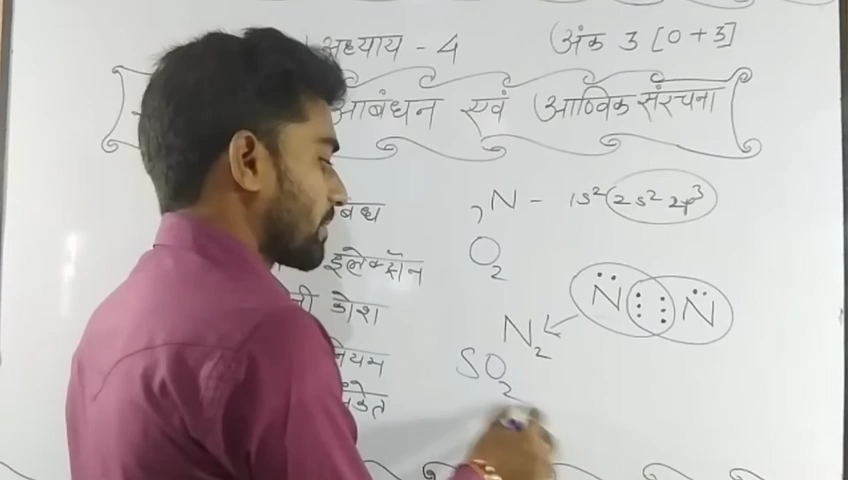 अध्याय - 4
अंक 3 [0+3]
आबंधन एवं आण्विक संरचना
बंध
इलेक्ट्रॉन
कोश
नियम
संकेत
₇N - 1s² 2s² 2p³
O₂
N N
N₂
SO₂